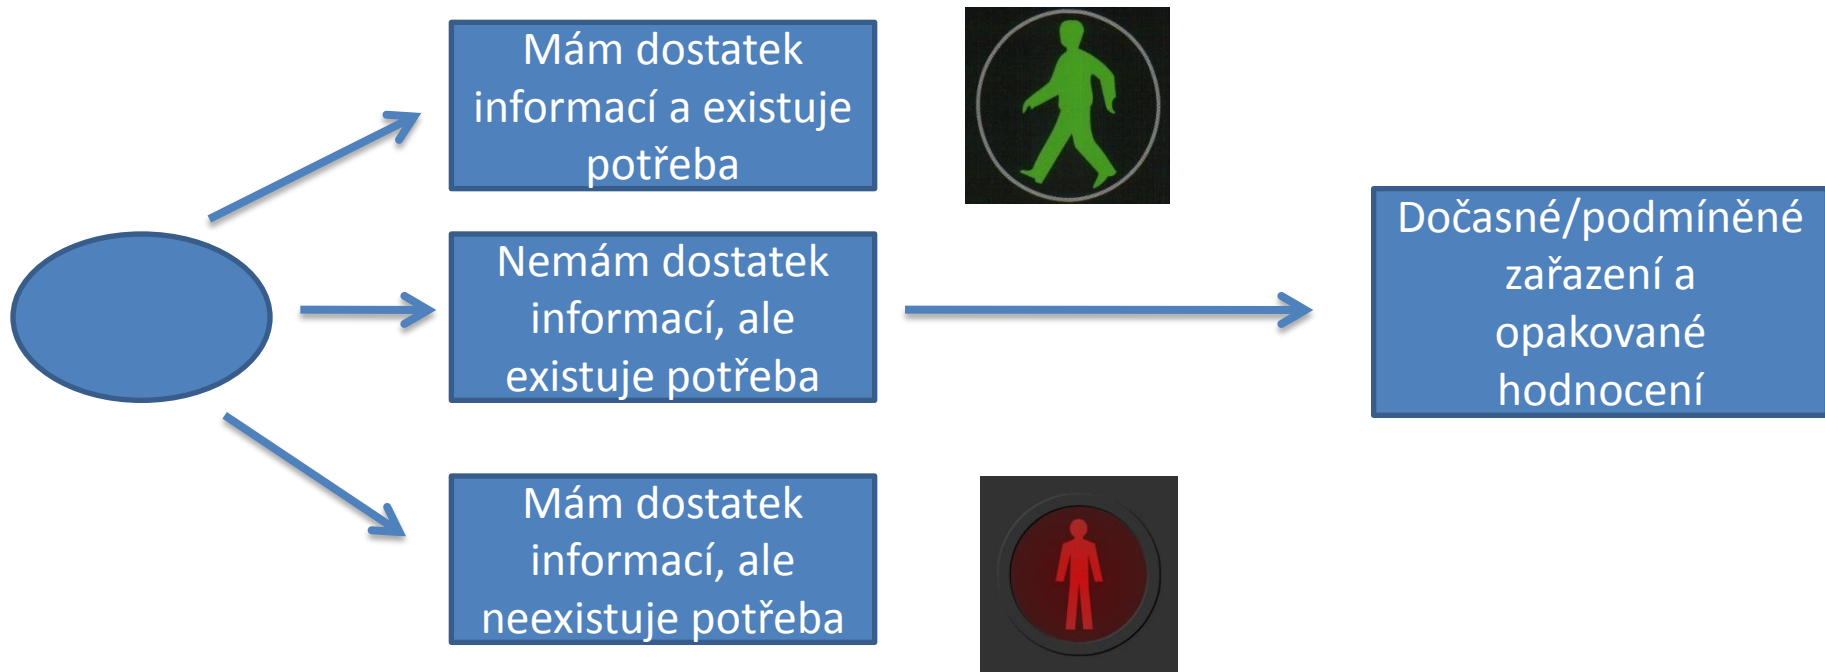 Mám dostatek
informací a existuje
potřeba
Nemám dostatek
informací, ale
existuje potřeba
Mám dostatek
informací, ale
neexistuje potřeba
Dočasné/podmíněné
zařazení a
opakované
hodnocení